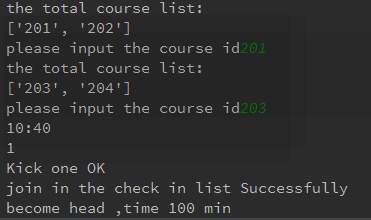 the total course list:
['201', '202']
please input the course id201
the total course list:
['203', '204']
please input the course id203
10:40
1
Kick one OK
join in the check in list Successfully
become head ,time 100 min